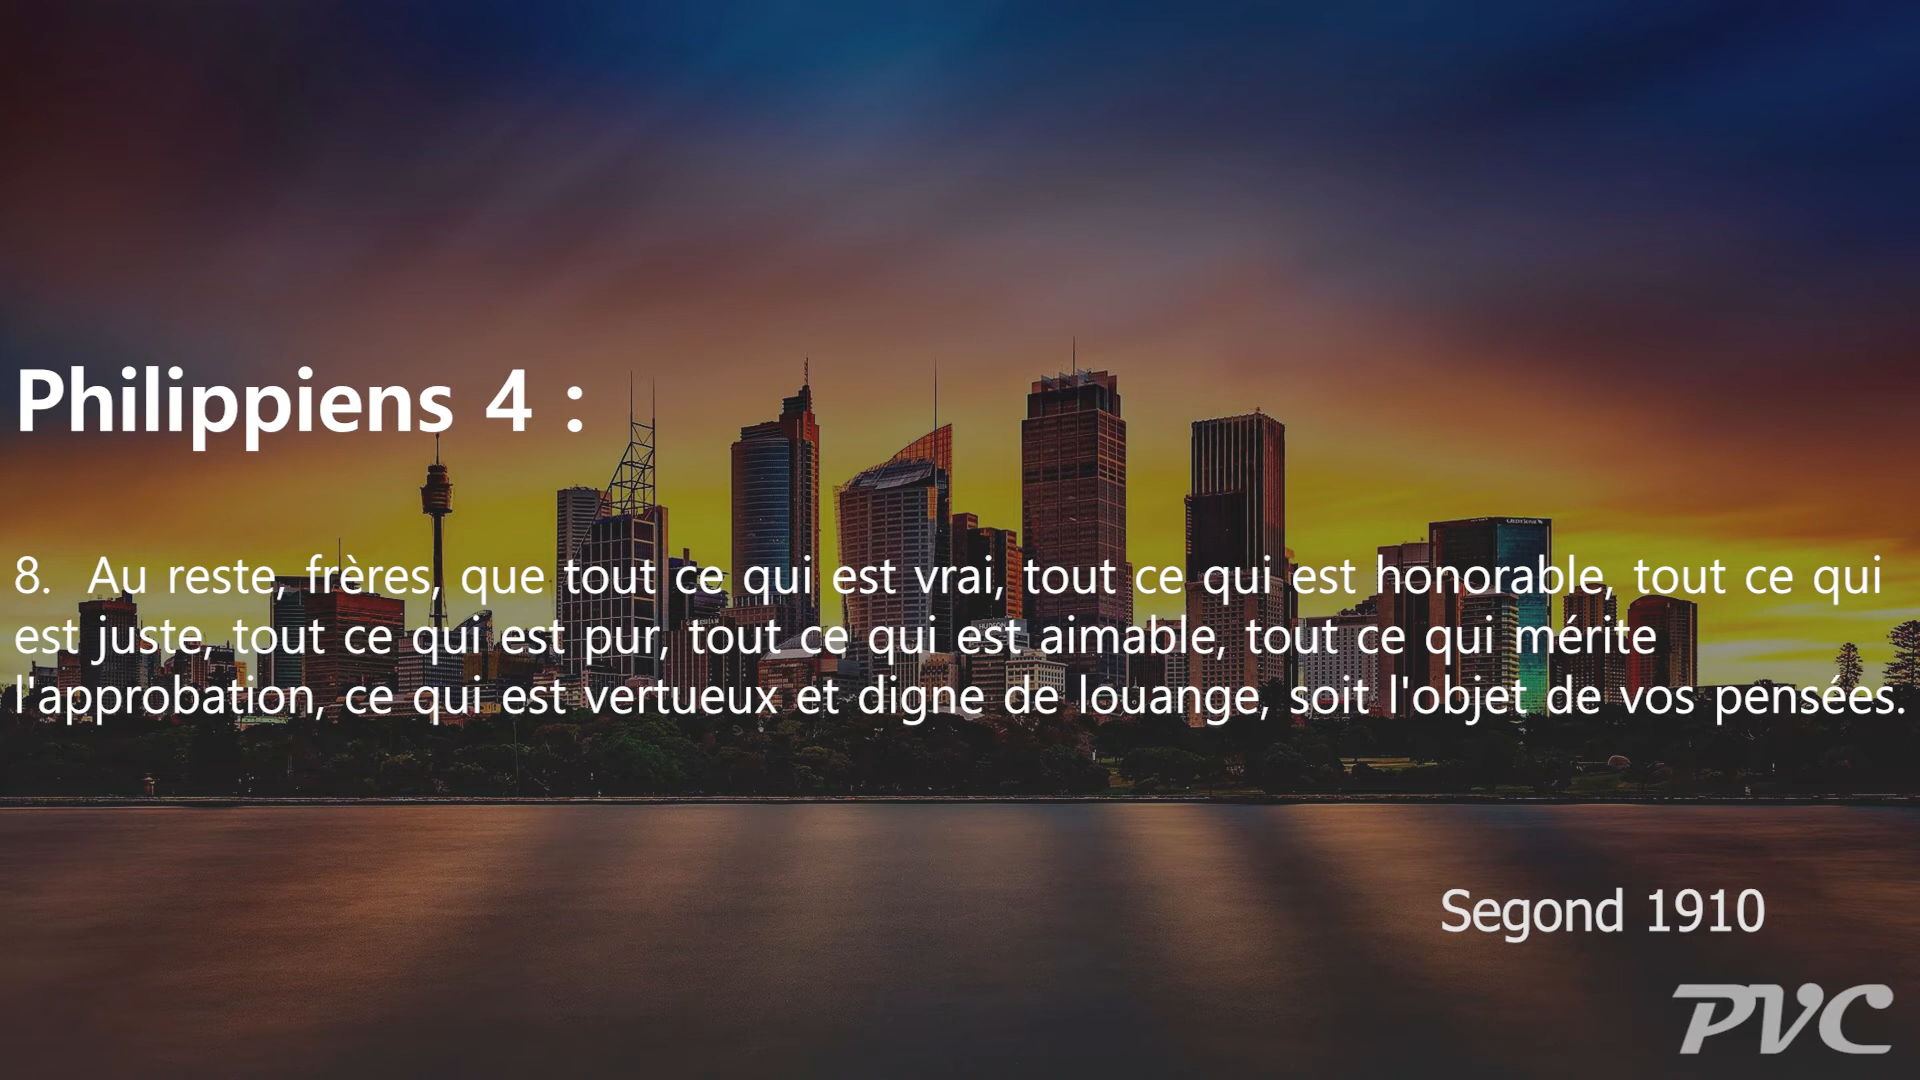 Philippiens 4 :
8. Au reste, frères, que tout ce qui est vrai, tout ce qui est honorable, tout ce qui
est juste, tout ce qui est pur, tout ce qui est aimable, tout ce qui mérite
l'approbation, ce qui est vertueux et digne de louange, soit l'objet de vos pensées.
Segond 1910
PVC